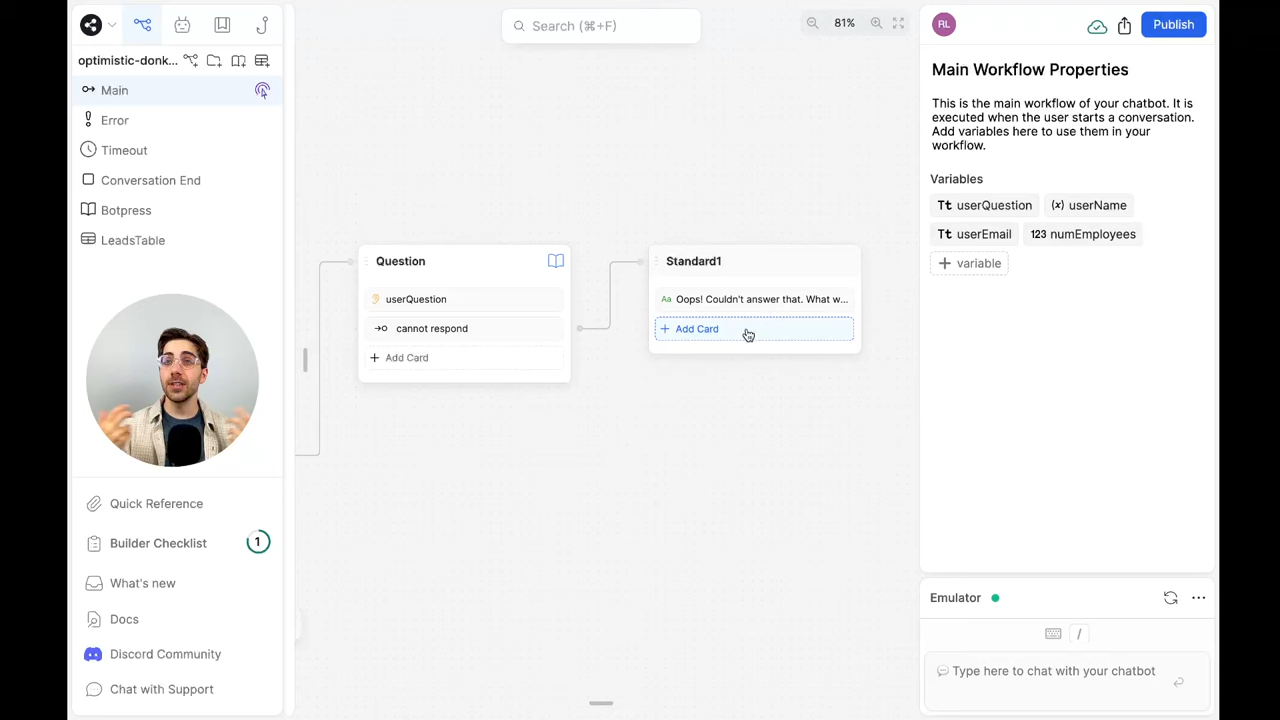 optimistic-donk...
Main
Error
Timeout
Conversation End
Botpress
LeadsTable
Quick Reference
Builder Checklist
1
What's new
Docs
Discord Community
Chat with Support
Search (⌘+F)
81%
Question
userQuestion
cannot respond
+ Add Card
Standard1
Aa Oops! Couldn't answer that. What w...
+ Add Card
RL
Publish
Main Workflow Properties
This is the main workflow of your chatbot. It is
executed when the user starts a conversation.
Add variables here to use them in your
workflow.
Variables
Tt userQuestion
(x) userName
Tt userEmail
123 numEmployees
+ variable
Emulator
/
Type here to chat with your chatbot